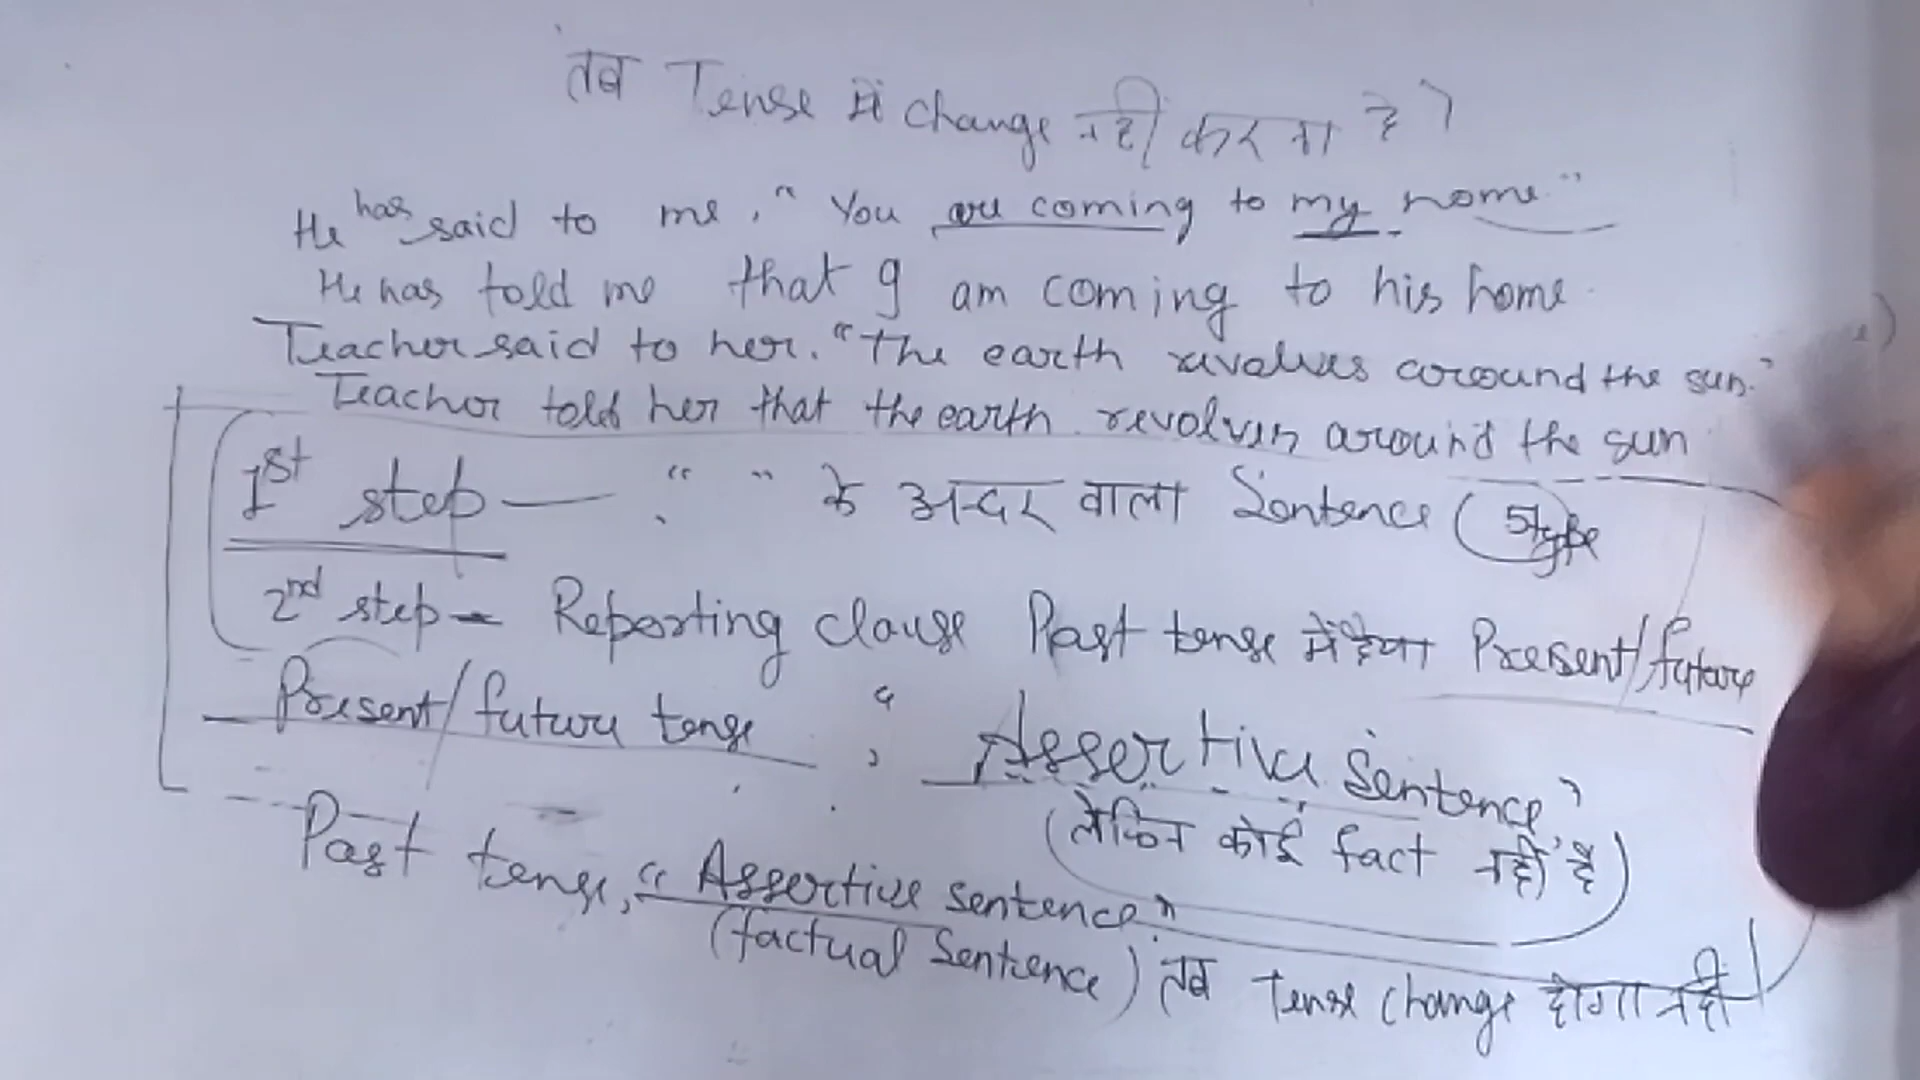 तब Tense में change नही करना है?
He has said to me, "You are coming to my home"
He has told me that I am coming to his home.
Teacher said to her. "The earth revolves around the sun."
Teacher told her that the earth revolves around the sun
1st step — " " के अन्दर वाला Sentence (5 type
2nd step - Reporting clause Past tense में है या Present/future
Present/future tense , "Assertive Sentence"
(लेकिन कोई fact नहीं है)
Past tense, "Assertive sentence"
(factual Sentence) तब Tense change होगा नही